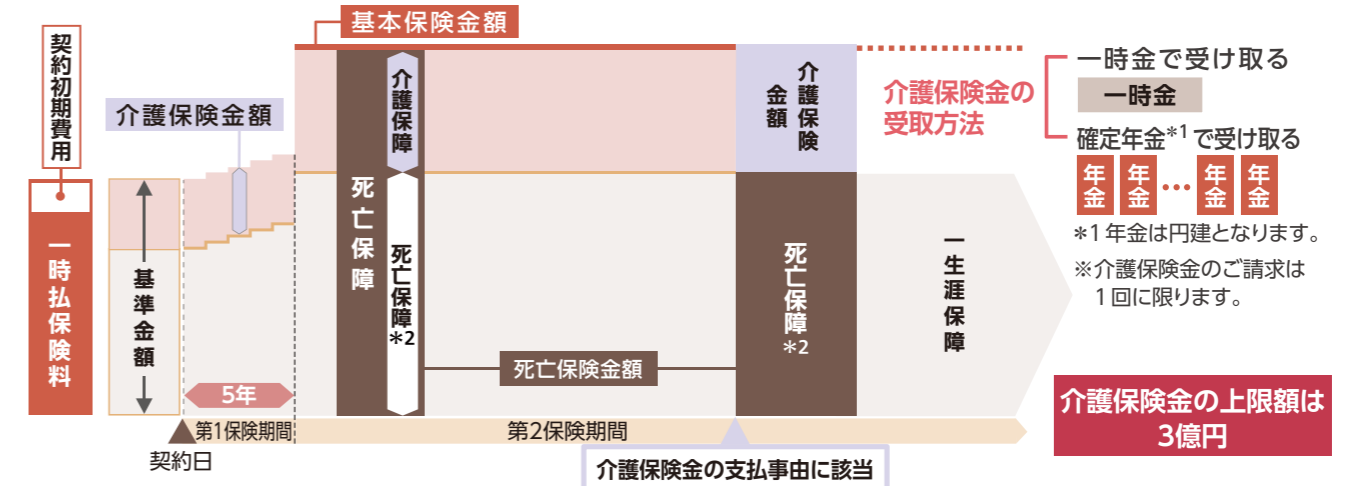 基本保険金額
契約初期費用
一時払保険料
介護保険金額
基準金額
5年
第1保険期間
契約日
死亡保障
介護保障
死亡保障*2
死亡保険金額
第2保険期間
介護保険金額
死亡保障*2
介護保険金の支払事由に該当
一生涯保障
介護保険金の
受取方法
一時金で受け取る
一時金
確定年金*1で受け取る
年金 年金 … 年金 年金
*1 年金は円建となります。
※介護保険金のご請求は
1回に限ります。
介護保険金の上限額は
3億円